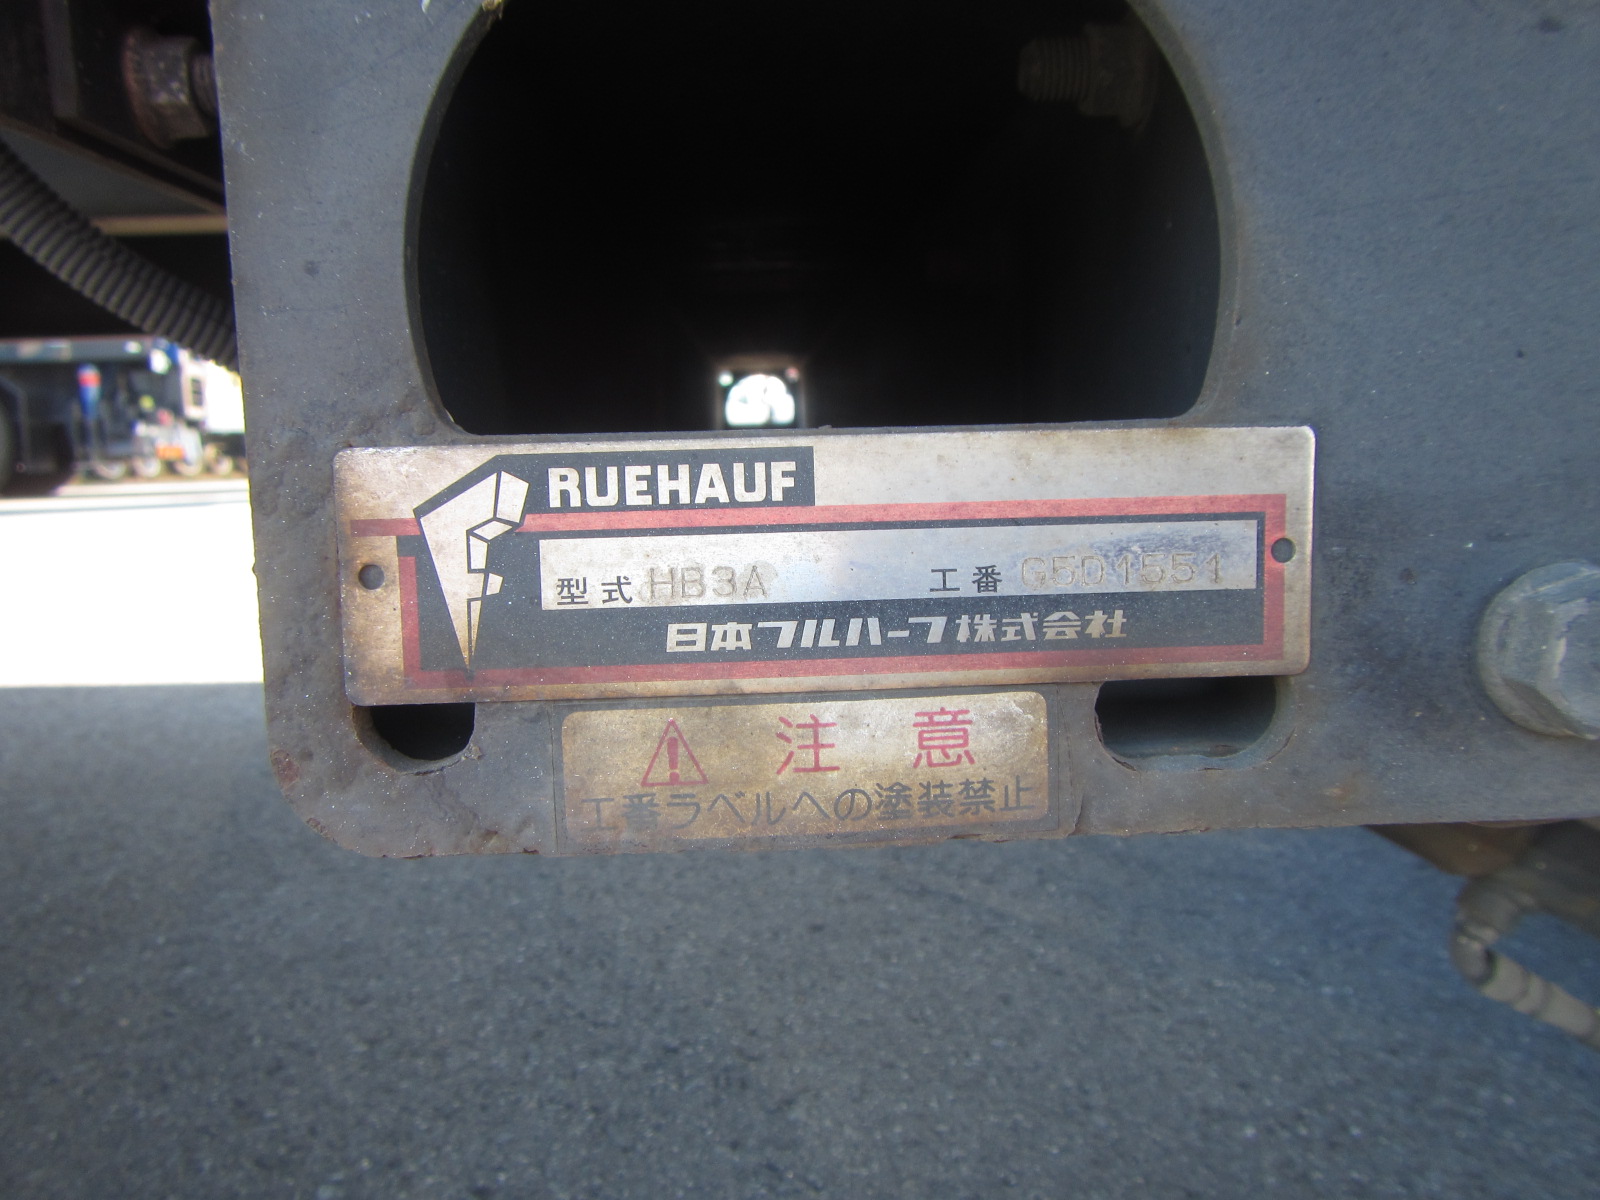 FRUEHAUF
型式 HB3A 工番 G5D1551
日本フルハーフ株式会社
注意
工番ラベルへの塗装禁止